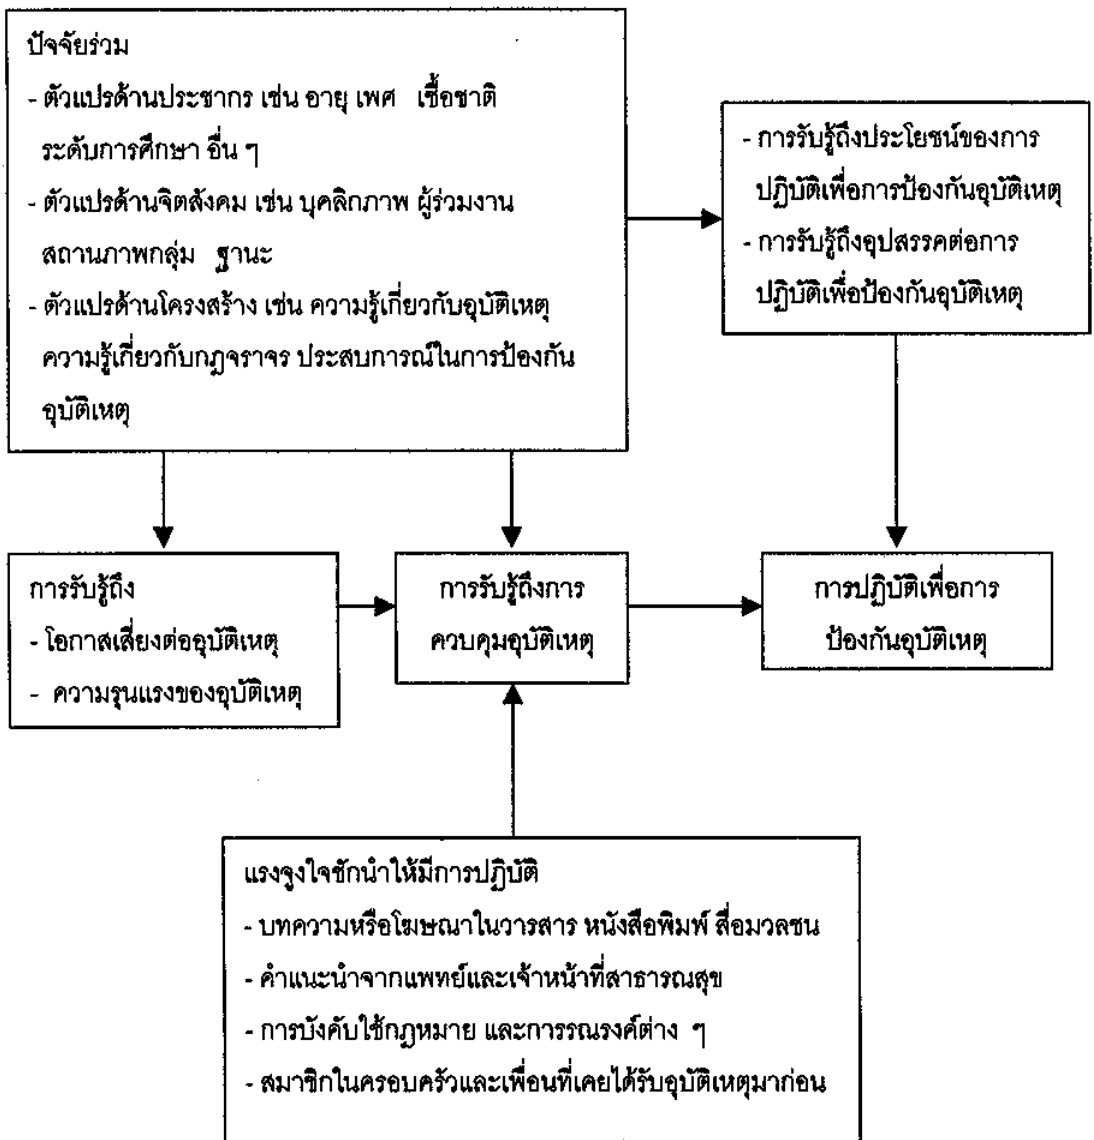 ปัจจัยร่วม
- ตัวแปรด้านประชากร เช่น อายุ เพศ เชื้อชาติ
ระดับการศึกษา อื่น ๆ
- ตัวแปรด้านจิตสังคม เช่น บุคลิกภาพ ผู้ร่วมงาน
สถานภาพกลุ่ม ฐานะ
- ตัวแปรด้านโครงสร้าง เช่น ความรู้เกี่ยวกับอุบัติเหตุ
ความรู้เกี่ยวกับกฎจราจร ประสบการณ์ในการป้องกัน
อุบัติเหตุ
- การรับรู้ถึงประโยชน์ของการ
ปฏิบัติเพื่อการป้องกันอุบัติเหตุ
- การรับรู้ถึงอุปสรรคต่อการ
ปฏิบัติเพื่อป้องกันอุบัติเหตุ
การรับรู้ถึง
- โอกาสเสี่ยงต่ออุบัติเหตุ
- ความรุนแรงของอุบัติเหตุ
การรับรู้ถึงการ
ควบคุมอุบัติเหตุ
การปฏิบัติเพื่อการ
ป้องกันอุบัติเหตุ
แรงจูงใจชักนำให้มีการปฏิบัติ
- บทความหรือโฆษณาในวารสาร หนังสือพิมพ์ สื่อมวลชน
- คำแนะนำจากแพทย์และเจ้าหน้าที่สาธารณสุข
- การบังคับใช้กฎหมาย และการรณรงค์ต่าง ๆ
- สมาชิกในครอบครัวและเพื่อนที่เคยได้รับอุบัติเหตุมาก่อน